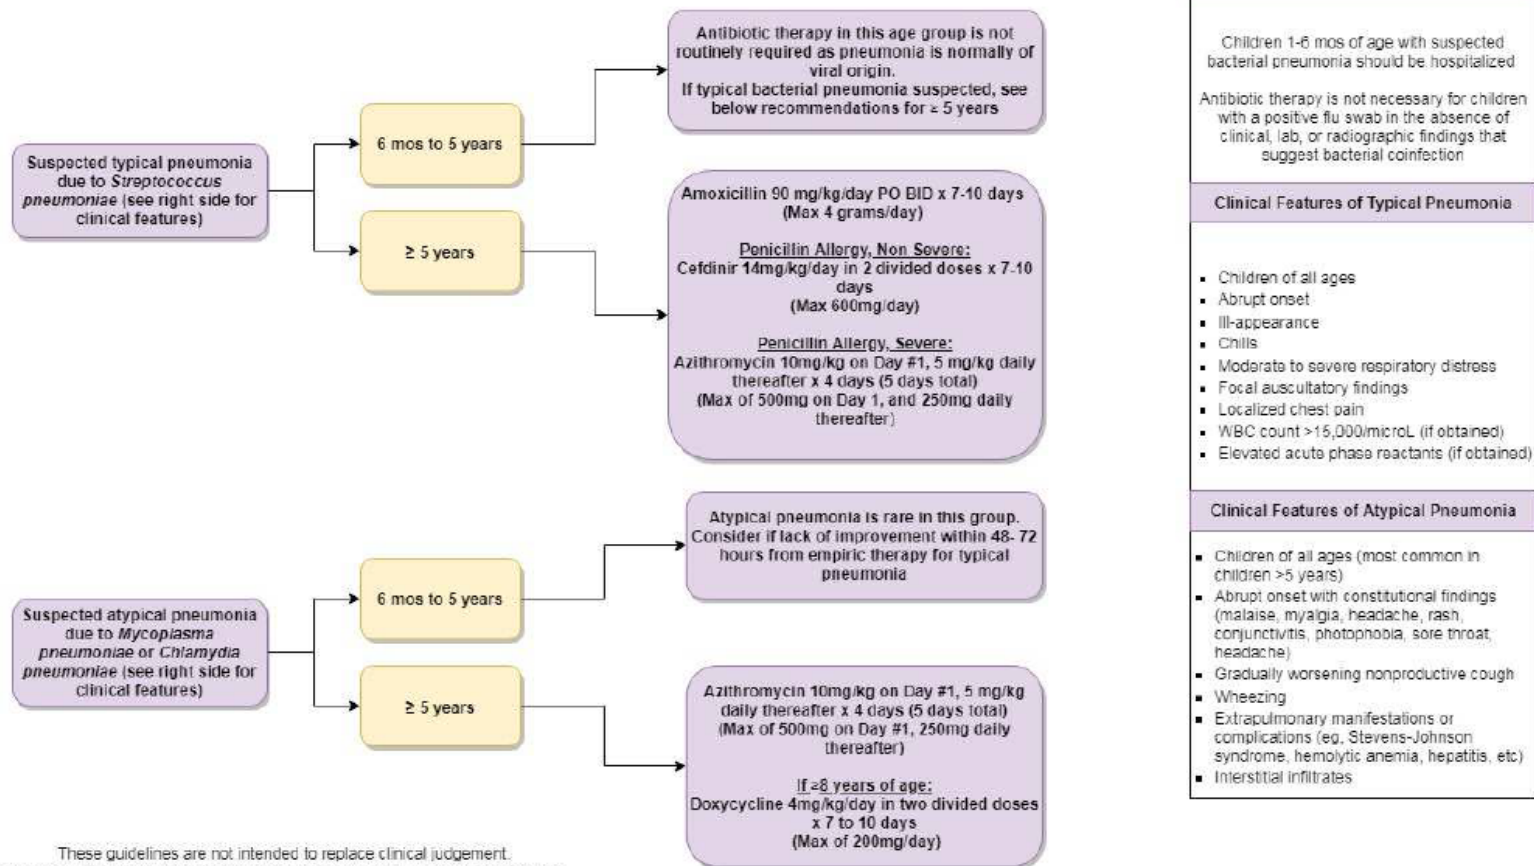 Antibiotic therapy in this age group is not
routinely required as pneumonia is normally of
viral origin.
If typical bacterial pneumonia suspected, see
below recommendations for ≥ 5 years
6 mos to 5 years
Suspected typical pneumonia
due to Streptococcus
pneumoniae (see right side for
clinical features)
≥ 5 years
Amoxicillin 90 mg/kg/day PO BID x 7-10 days
(Max 4 grams/day)
Penicillin Allergy, Non Severe:
Cefdinir 14mg/kg/day in 2 divided doses x 7-10
days
(Max 600mg/day)
Penicillin Allergy, Severe:
Azithromycin 10mg/kg on Day #1, 5 mg/kg daily
thereafter x 4 days (5 days total)
(Max of 500mg on Day 1, and 250mg daily
thereafter)
Atypical pneumonia is rare in this group.
Consider if lack of improvement within 48- 72
hours from empiric therapy for typical
pneumonia
6 mos to 5 years
Suspected atypical pneumonia
due to Mycoplasma
pneumoniae or Chlamydia
pneumoniae (see right side for
clinical features)
≥ 5 years
Azithromycin 10mg/kg on Day #1, 5 mg/kg
daily thereafter x 4 days (5 days total)
(Max of 500mg on Day #1, 250mg daily
thereafter)
If ≥8 years of age:
Doxycycline 4mg/kg/day in two divided doses
x 7 to 10 days
(Max of 200mg/day)
These guidelines are not intended to replace clinical judgement.
Children 1-6 mos of age with suspected
bacterial pneumonia should be hospitalized
Antibiotic therapy is not necessary for children
with a positive flu swab in the absence of
clinical, lab, or radiographic findings that
suggest bacterial coinfection
Clinical Features of Typical Pneumonia
▪ Children of all ages
▪ Abrupt onset
▪ Ill-appearance
▪ Chills
▪ Moderate to severe respiratory distress
▪ Focal auscultatory findings
▪ Localized chest pain
▪ WBC count >15,000/microL (if obtained)
▪ Elevated acute phase reactants (if obtained)
Clinical Features of Atypical Pneumonia
▪ Children of all ages (most common in
children >5 years)
▪ Abrupt onset with constitutional findings
(malaise, myalgia, headache, rash,
conjunctivitis, photophobia, sore throat,
headache)
▪ Gradually worsening nonproductive cough
▪ Wheezing
▪ Extrapulmonary manifestations or
complications (eg, Stevens-Johnson
syndrome, hemolytic anemia, hepatitis, etc)
▪ Interstitial infiltrates